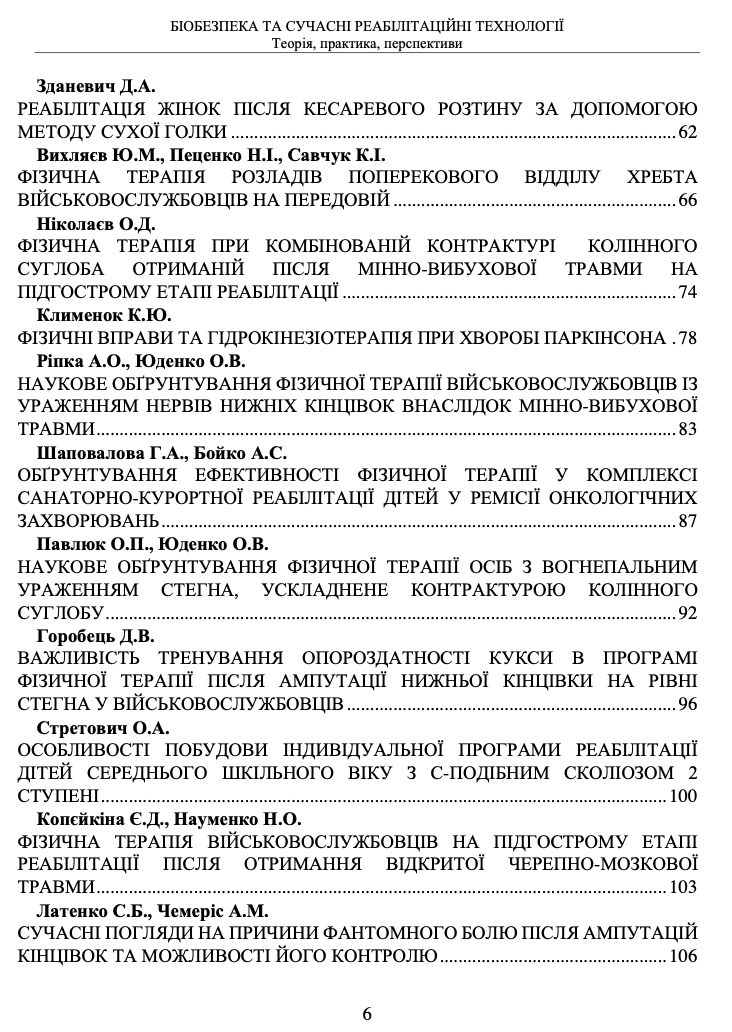 БІОБЕЗПЕКА ТА СУЧАСНІ РЕАБІЛІТАЦІЙНІ ТЕХНОЛОГІЇ
Теорія, практика, перспективи
Зданевич Д.А.
РЕАБІЛІТАЦІЯ ЖІНОК ПІСЛЯ КЕСАРЕВОГО РОЗТИНУ ЗА ДОПОМОГОЮ
МЕТОДУ СУХОЇ ГОЛКИ ..... 62
Вихляєв Ю.М., Пеценко Н.І., Савчук К.І.
ФІЗИЧНА ТЕРАПІЯ РОЗЛАДІВ ПОПЕРЕКОВОГО ВІДДІЛУ ХРЕБТА
ВІЙСЬКОВОСЛУЖБОВЦІВ НА ПЕРЕДОВІЙ ..... 66
Ніколаєв О.Д.
ФІЗИЧНА ТЕРАПІЯ ПРИ КОМБІНОВАНІЙ КОНТРАКТУРІ КОЛІННОГО
СУГЛОБА ОТРИМАНІЙ ПІСЛЯ МІННО-ВИБУХОВОЇ ТРАВМИ НА
ПІДГОСТРОМУ ЕТАПІ РЕАБІЛІТАЦІЇ ..... 74
Клименок К.Ю.
ФІЗИЧНІ ВПРАВИ ТА ГІДРОКІНЕЗІОТЕРАПІЯ ПРИ ХВОРОБІ ПАРКІНСОНА . 78
Ріпка А.О., Юденко О.В.
НАУКОВЕ ОБҐРУНТУВАННЯ ФІЗИЧНОЇ ТЕРАПІЇ ВІЙСЬКОВОСЛУЖБОВЦІВ ІЗ
УРАЖЕННЯМ НЕРВІВ НИЖНІХ КІНЦІВОК ВНАСЛІДОК МІННО-ВИБУХОВОЇ
ТРАВМИ ..... 83
Шаповалова Г.А., Бойко А.С.
ОБҐРУНТУВАННЯ ЕФЕКТИВНОСТІ ФІЗИЧНОЇ ТЕРАПІЇ У КОМПЛЕКСІ
САНАТОРНО-КУРОРТНОЇ РЕАБІЛІТАЦІЇ ДІТЕЙ У РЕМІСІЇ ОНКОЛОГІЧНИХ
ЗАХВОРЮВАНЬ ..... 87
Павлюк О.П., Юденко О.В.
НАУКОВЕ ОБҐРУНТУВАННЯ ФІЗИЧНОЇ ТЕРАПІЇ ОСІБ З ВОГНЕПАЛЬНИМ
УРАЖЕННЯМ СТЕГНА, УСКЛАДНЕНЕ КОНТРАКТУРОЮ КОЛІННОГО
СУГЛОБУ ..... 92
Горобець Д.В.
ВАЖЛИВІСТЬ ТРЕНУВАННЯ ОПОРОЗДАТНОСТІ КУКСИ В ПРОГРАМІ
ФІЗИЧНОЇ ТЕРАПІЇ ПІСЛЯ АМПУТАЦІЇ НИЖНЬОЇ КІНЦІВКИ НА РІВНІ
СТЕГНА У ВІЙСЬКОВОСЛУЖБОВЦІВ ..... 96
Стретович О.А.
ОСОБЛИВОСТІ ПОБУДОВИ ІНДИВІДУАЛЬНОЇ ПРОГРАМИ РЕАБІЛІТАЦІЇ
ДІТЕЙ СЕРЕДНЬОГО ШКІЛЬНОГО ВІКУ З С-ПОДІБНИМ СКОЛІОЗОМ 2
СТУПЕНІ ..... 100
Копєйкіна Є.Д., Науменко Н.О.
ФІЗИЧНА ТЕРАПІЯ ВІЙСЬКОВОСЛУЖБОВЦІВ НА ПІДГОСТРОМУ ЕТАПІ
РЕАБІЛІТАЦІЇ ПІСЛЯ ОТРИМАННЯ ВІДКРИТОЇ ЧЕРЕПНО-МОЗКОВОЇ
ТРАВМИ ..... 103
Латенко С.Б., Чемеріс А.М.
СУЧАСНІ ПОГЛЯДИ НА ПРИЧИНИ ФАНТОМНОГО БОЛЮ ПІСЛЯ АМПУТАЦІЙ
КІНЦІВОК ТА МОЖЛИВОСТІ ЙОГО КОНТРОЛЮ ..... 106
6